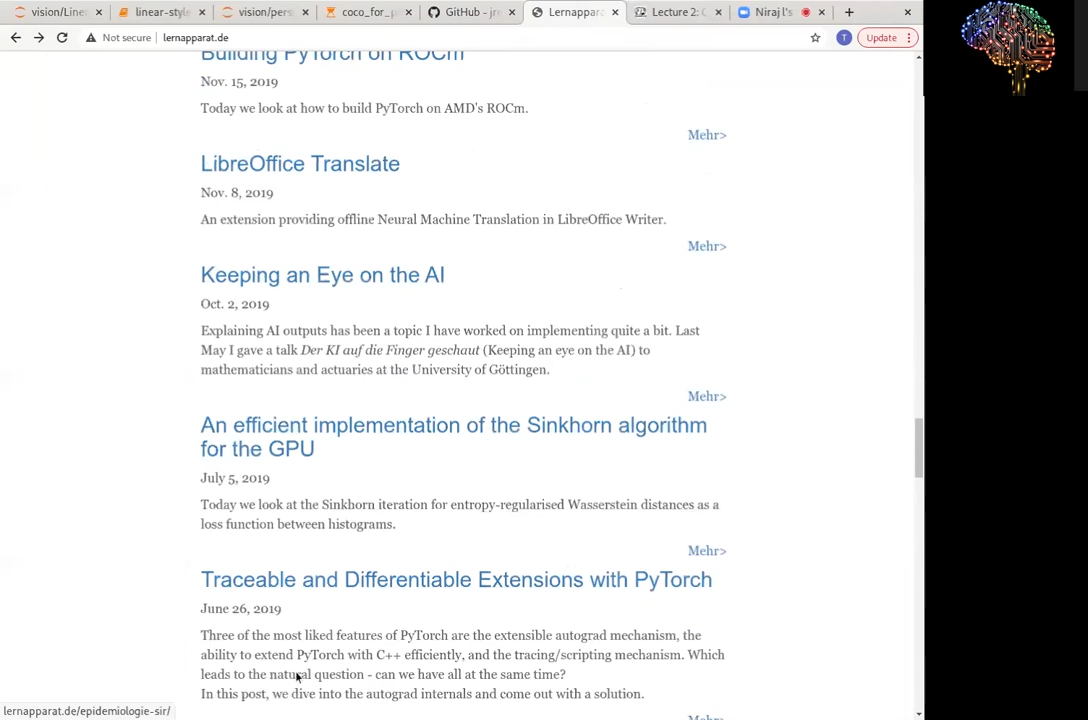 vision/Line
linear-style
vision/pers
coco_for_p
GitHub - jre
Lernappara
Lecture 2: C
Niraj l's
Not secure
lernapparat.de
T
Update
Building PyTorch on ROCm
Nov. 15, 2019
Today we look at how to build PyTorch on AMD's ROCm.
Mehr>
LibreOffice Translate
Nov. 8, 2019
An extension providing offline Neural Machine Translation in LibreOffice Writer.
Mehr>
Keeping an Eye on the AI
Oct. 2, 2019
Explaining AI outputs has been a topic I have worked on implementing quite a bit. Last
May I gave a talk Der KI auf die Finger geschaut (Keeping an eye on the AI) to
mathematicians and actuaries at the University of Göttingen.
Mehr>
An efficient implementation of the Sinkhorn algorithm
for the GPU
July 5, 2019
Today we look at the Sinkhorn iteration for entropy-regularised Wasserstein distances as a
loss function between histograms.
Mehr>
Traceable and Differentiable Extensions with PyTorch
June 26, 2019
Three of the most liked features of PyTorch are the extensible autograd mechanism, the
ability to extend PyTorch with C++ efficiently, and the tracing/scripting mechanism. Which
leads to the natural question - can we have all at the same time?
In this post, we dive into the autograd internals and come out with a solution.
Mehr>
lernapparat.de/epidemiologie-sir/